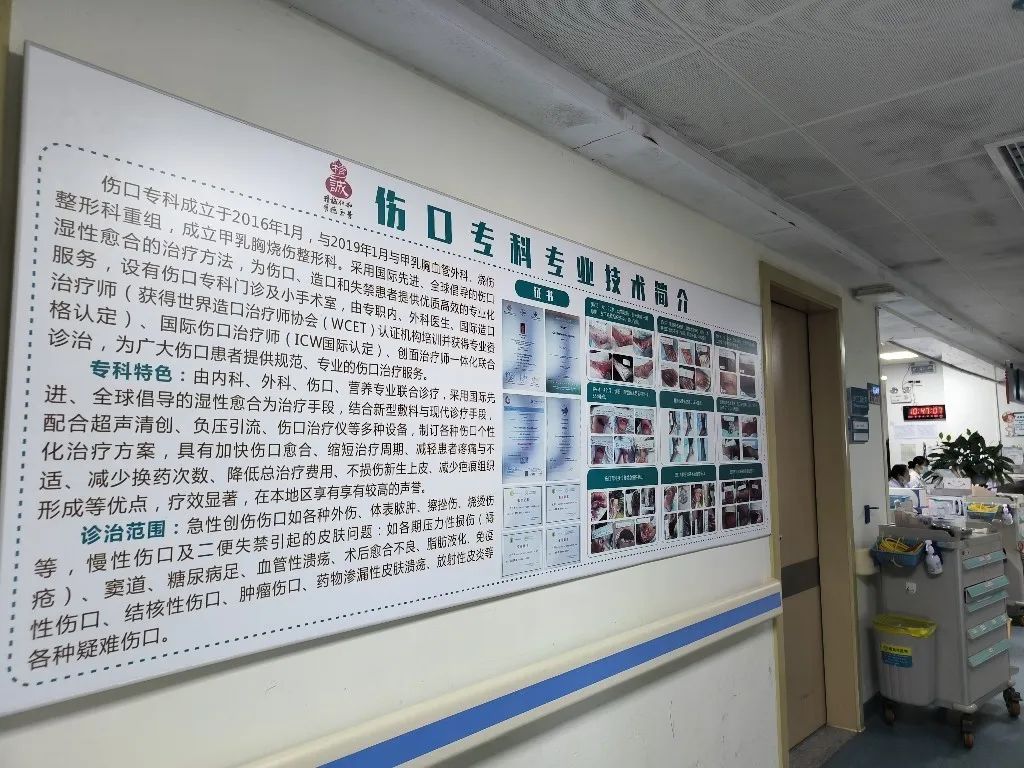 伤口专科专业技术简介
伤口专科成立于2016年1月,与2019年1月与甲乳胸血管外科、烧伤
整形科重组,成立甲乳胸烧伤整形科。采用国际先进、全球倡导的伤口
湿性愈合的治疗方法,为伤口、造口和失禁患者提供优质高效的专业化
服务,设有伤口专科门诊及小手术室,由专职内、外科医生、国际造口
治疗师(获得世界造口治疗师协会(WCET)认证机构培训并获得专业资
格认定)、国际伤口治疗师(ICW国际认定)、创面治疗师一体化联合
诊治,为广大伤口患者提供规范、专业的伤口治疗服务。
专科特色:由内科、外科、伤口、营养专业联合诊疗,采用国际先
进、全球倡导的湿性愈合为治疗手段,结合新型敷料与现代诊疗手段,
配合超声清创、负压引流、伤口治疗仪等多种设备,制订各种伤口个性
化治疗方案,具有加快伤口愈合、缩短治疗周期、减轻患者疼痛与不
适、减少换药次数、降低总治疗费用、不损伤新生上皮、减少疤痕组织
形成等优点,疗效显著,在本地区享有享有较高的声誉。
诊治范围:急性创伤伤口如各种外伤、体表脓肿、擦挫伤、烧烫伤
等,慢性伤口及二便失禁引起的皮肤问题:如各期压力性损伤(褥
疮)、窦道、糖尿病足、血管性溃疡、术后愈合不良、脂肪液化、免疫
性伤口、结核性伤口、肿瘤伤口、药物渗漏性皮肤溃疡、放射性皮炎等
各种疑难伤口。
证书
10:47:07